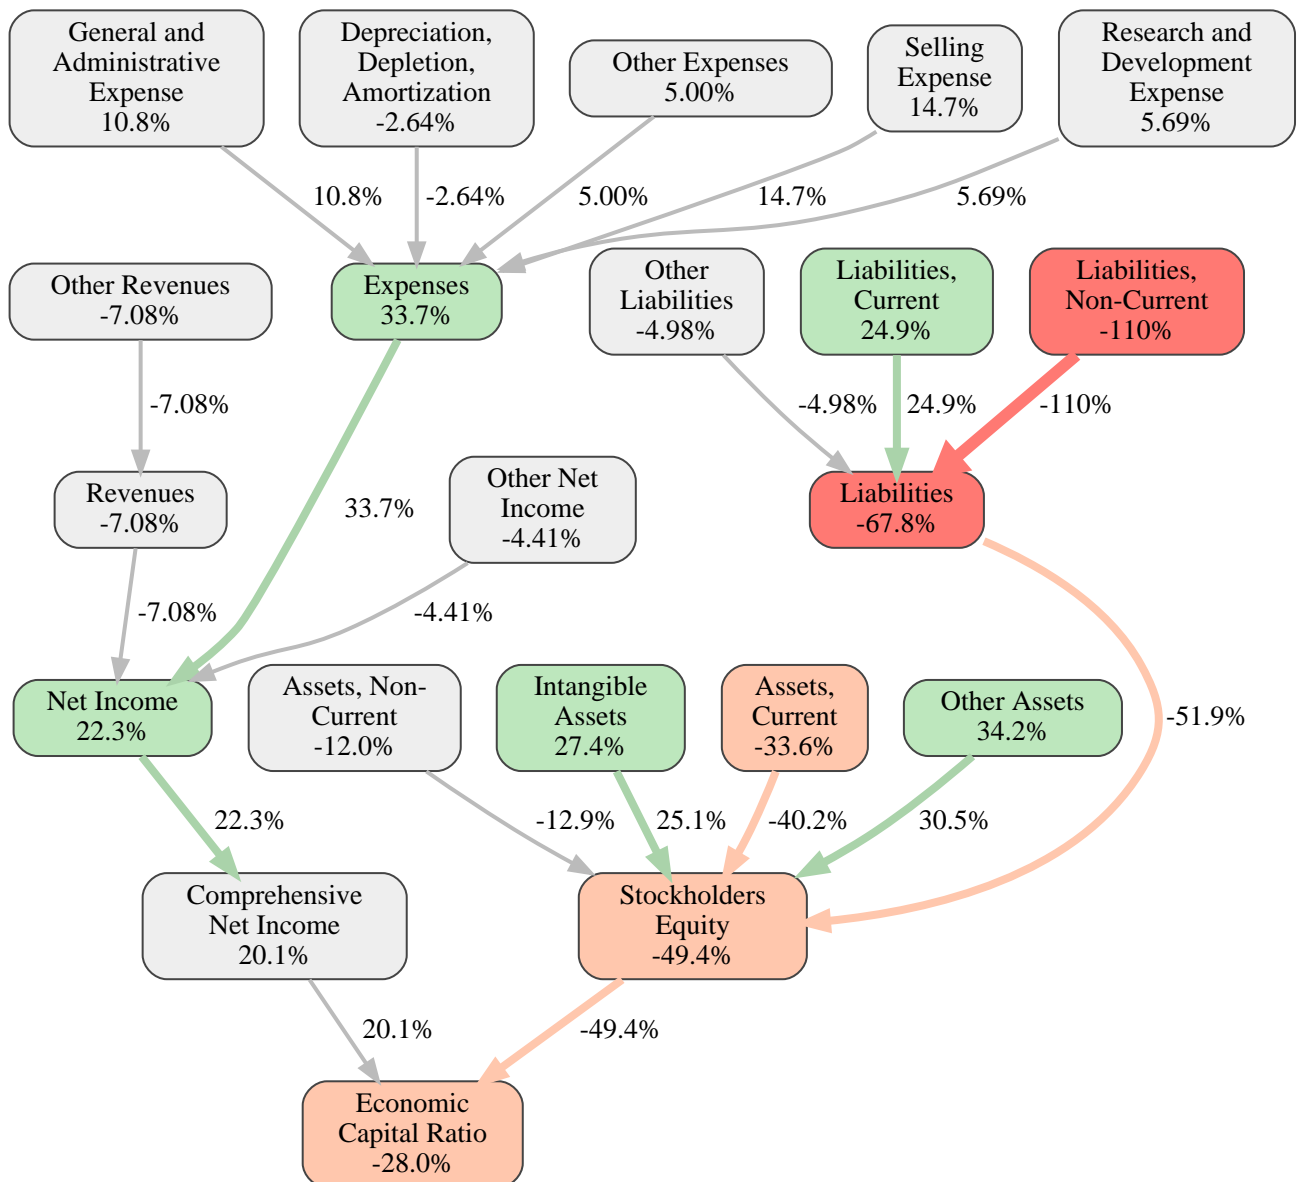 General and
Administrative
Expense
10.8%
Depreciation,
Depletion,
Amortization
-2.64%
Other Expenses
5.00%
Selling
Expense
14.7%
Research and
Development
Expense
5.69%
10.8%
-2.64%
5.00%
14.7%
5.69%
Other Revenues
-7.08%
Expenses
33.7%
Other
Liabilities
-4.98%
Liabilities,
Current
24.9%
Liabilities,
Non-Current
-110%
-7.08%
-4.98%
24.9%
-110%
Revenues
-7.08%
33.7%
Other Net
Income
-4.41%
Liabilities
-67.8%
-7.08%
-4.41%
Net Income
22.3%
Assets, Non-
Current
-12.0%
Intangible
Assets
27.4%
Assets,
Current
-33.6%
Other Assets
34.2%
-51.9%
22.3%
-12.9%
25.1%
-40.2%
30.5%
Comprehensive
Net Income
20.1%
Stockholders
Equity
-49.4%
20.1%
-49.4%
Economic
Capital Ratio
-28.0%